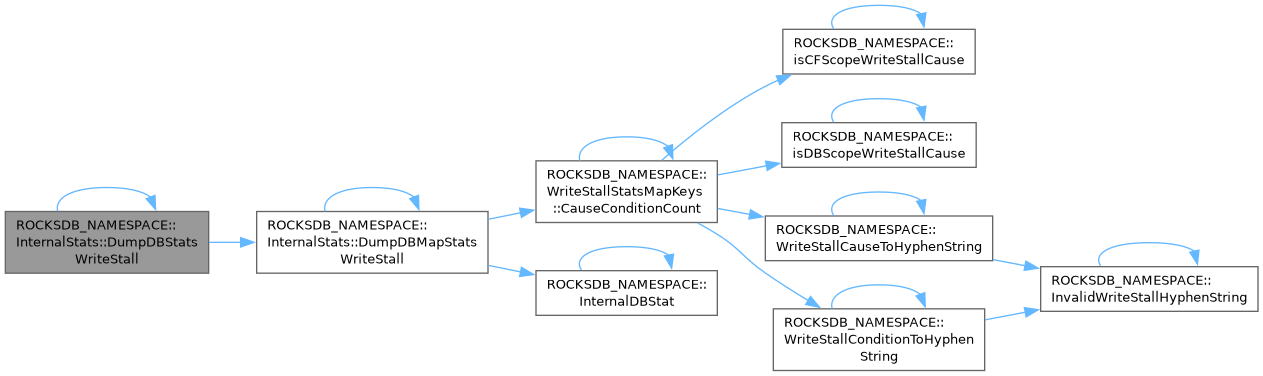 ROCKSDB_NAMESPACE::
InternalStats::DumpDBStats
WriteStall
ROCKSDB_NAMESPACE::
InternalStats::DumpDBMapStats
WriteStall
ROCKSDB_NAMESPACE::
WriteStallStatsMapKeys
::CauseConditionCount
ROCKSDB_NAMESPACE::
InternalDBStat
ROCKSDB_NAMESPACE::
isCFScopeWriteStallCause
ROCKSDB_NAMESPACE::
isDBScopeWriteStallCause
ROCKSDB_NAMESPACE::
WriteStallCauseToHyphenString
ROCKSDB_NAMESPACE::
WriteStallConditionToHyphen
String
ROCKSDB_NAMESPACE::
InvalidWriteStallHyphenString